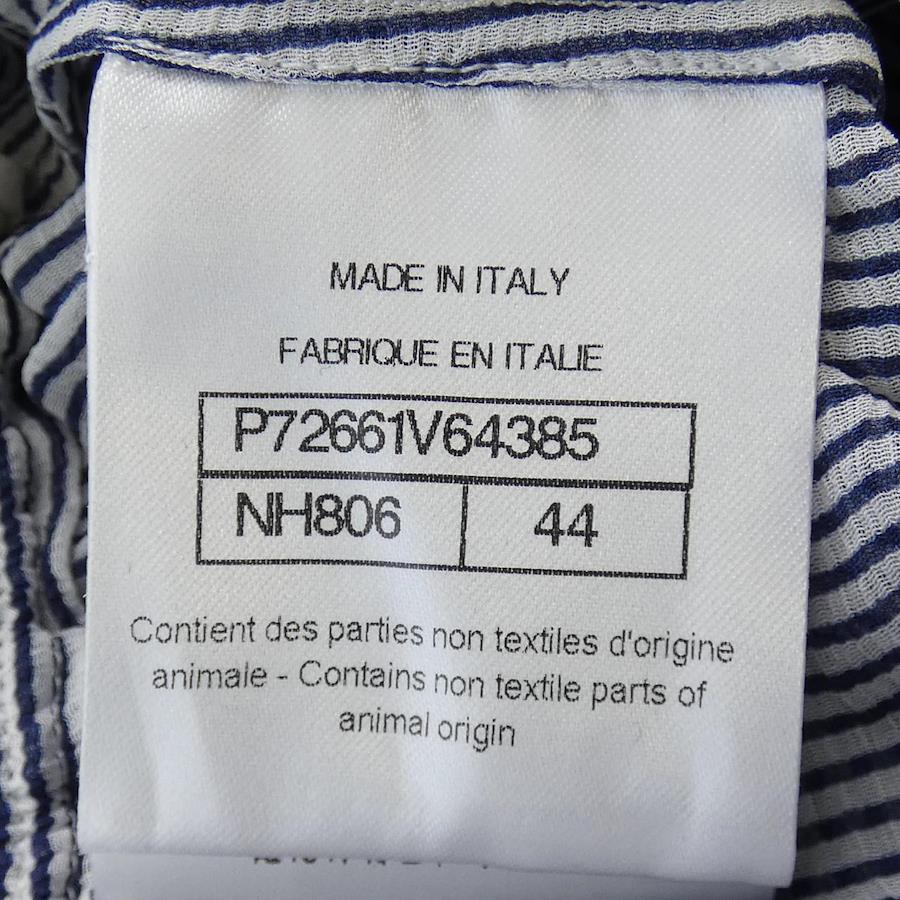 MADE IN ITALY
FABRIQUE EN ITALIE
P72661V64385
NH806 44
Contient des parties non textiles d'origine
animale - Contains non textile parts of
animal origin